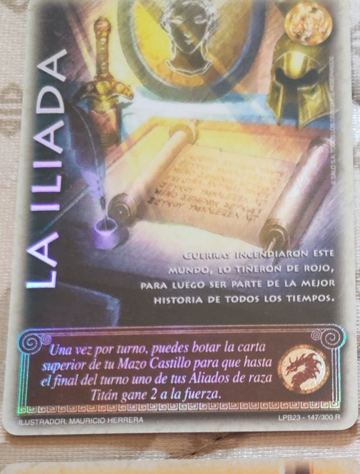 LA ILIADA
GUERRAS INCENDIARON ESTE
MUNDO, LO TIÑERON DE ROJO,
PARA LUEGO SER PARTE DE LA MEJOR
HISTORIA DE TODOS LOS TIEMPOS.
Una vez por turno, puedes botar la carta
superior de tu Mazo Castillo para que hasta
el final del turno uno de tus Aliados de raza
Titán gane 2 a la fuerza.
ILUSTRADOR: MAURICIO HERRERA
LPB23 - 147/300 R